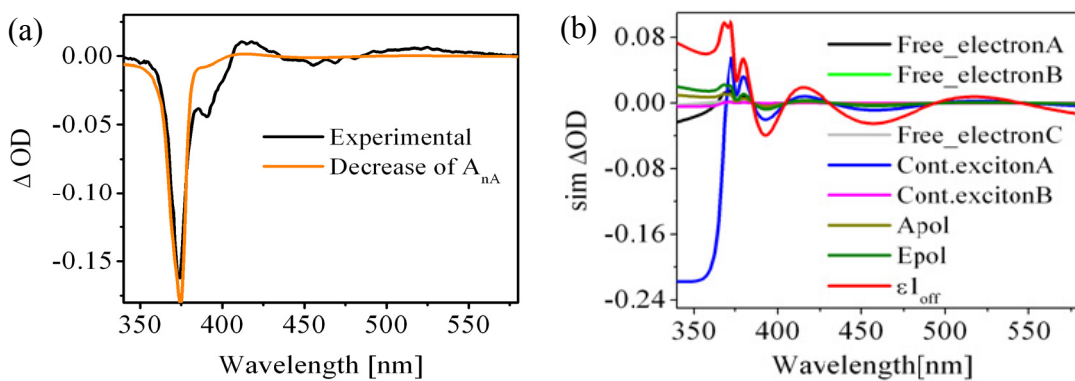 (a)
0.00
-0.05
-0.10
-0.15
Δ OD
Experimental
Decrease of AnA
350 400 450 500 550
Wavelength [nm]
(b)
0.08
0.00
-0.08
-0.16
-0.24
sim ΔOD
Free_electronA
Free_electronB
Free_electronC
Cont.excitonA
Cont.excitonB
Apol
Epol
ε1off
350 400 450 500 550
Wavelength[nm]